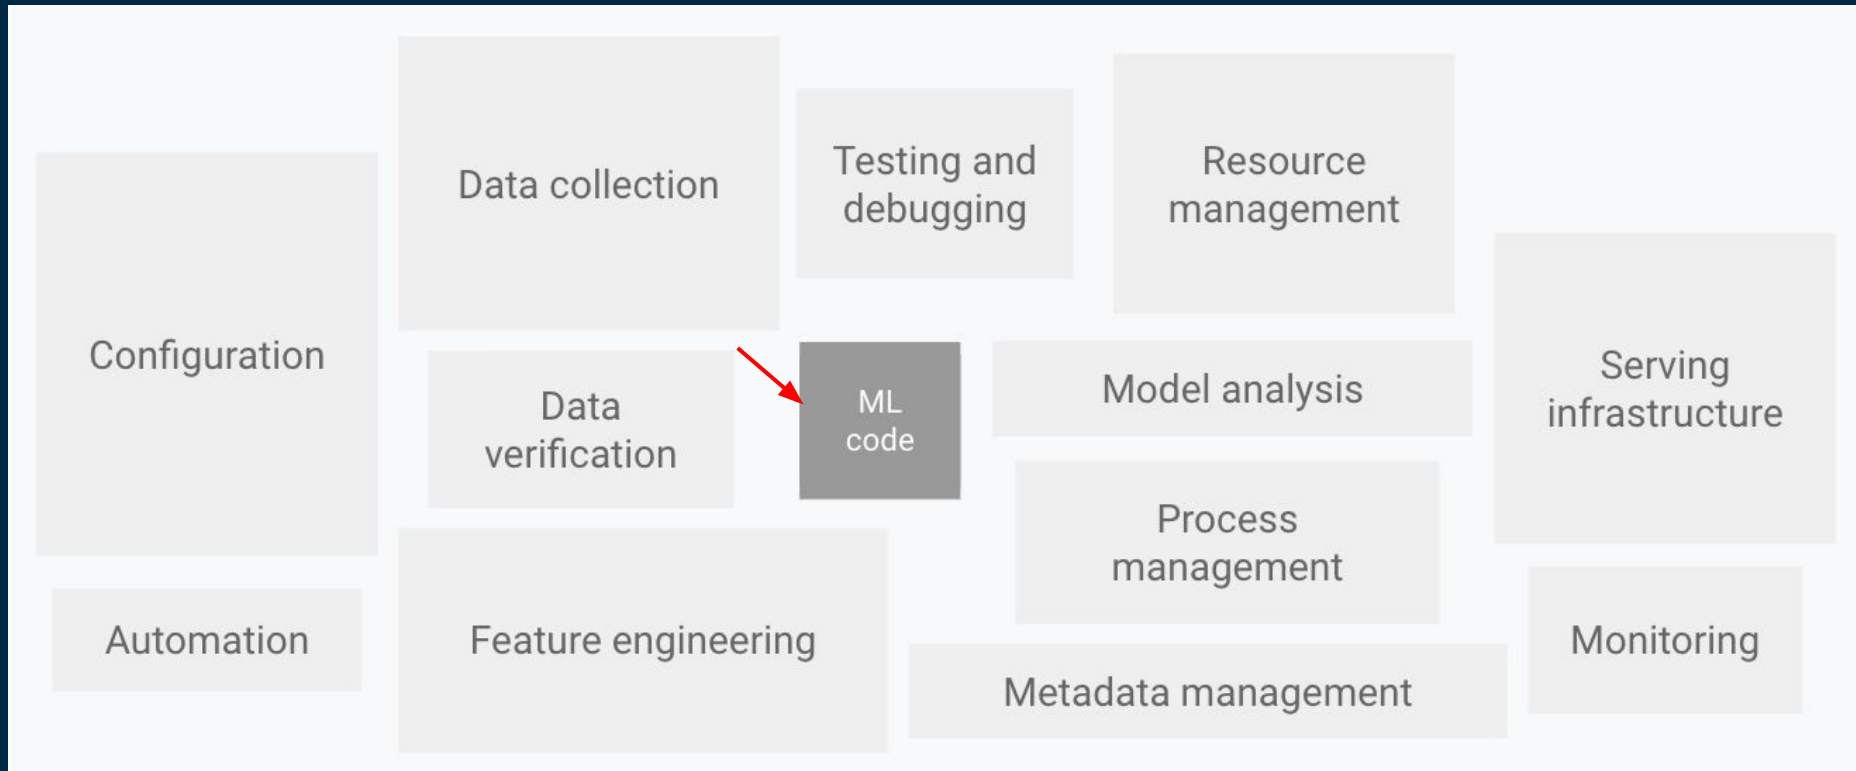 Data collection
Testing and
debugging
Resource
management
Configuration
Data
verification
ML
code
Model analysis
Serving
infrastructure
Process
management
Automation
Feature engineering
Metadata management
Monitoring